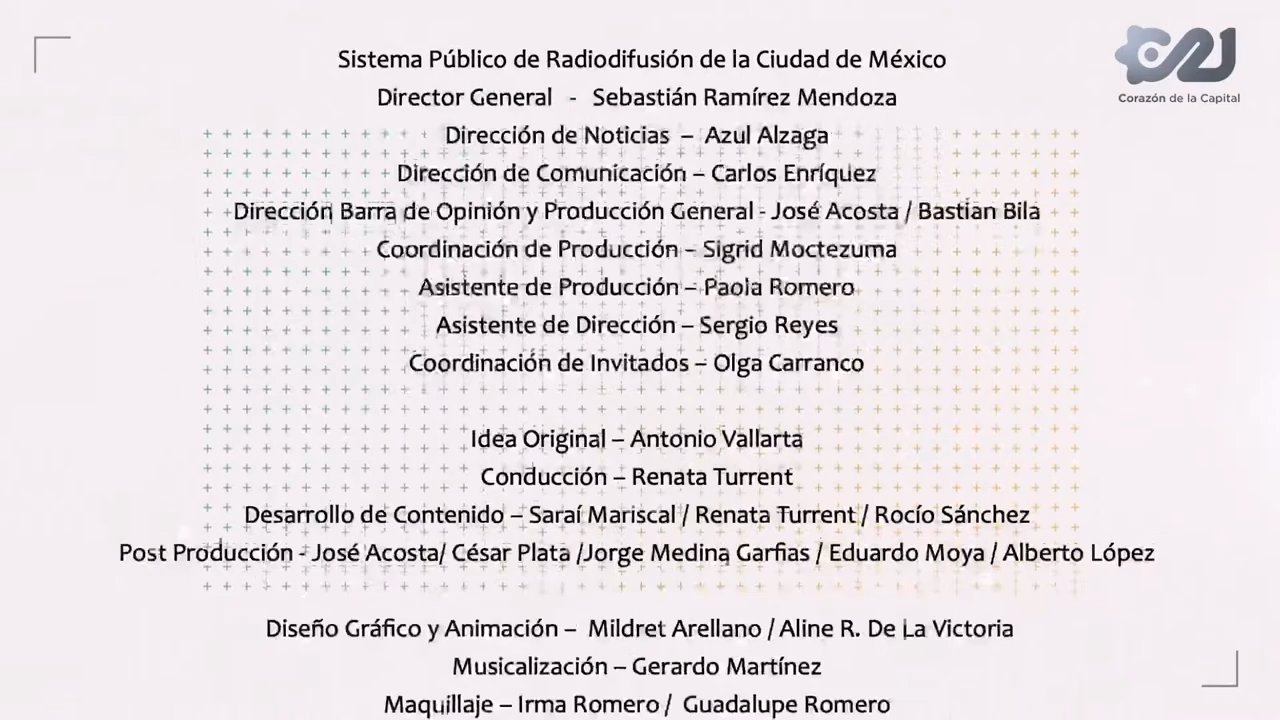 Sistema Público de Radiodifusión de la Ciudad de México
Director General - Sebastián Ramírez Mendoza
Dirección de Noticias – Azul Alzaga
Dirección de Comunicación – Carlos Enríquez
Dirección Barra de Opinión y Producción General - José Acosta / Bastian Bila
Coordinación de Producción – Sigrid Moctezuma
Asistente de Producción – Paola Romero
Asistente de Dirección – Sergio Reyes
Coordinación de Invitados – Olga Carranco
Idea Original – Antonio Vallarta
Conducción – Renata Turrent
Desarrollo de Contenido – Saraí Mariscal / Renata Turrent / Rocío Sánchez
Post Producción - José Acosta/ César Plata /Jorge Medina Garfias / Eduardo Moya / Alberto López
Diseño Gráfico y Animación – Mildret Arellano / Aline R. De La Victoria
Musicalización – Gerardo Martínez
Maquillaje – Irma Romero / Guadalupe Romero
C21
Corazón de la Capital